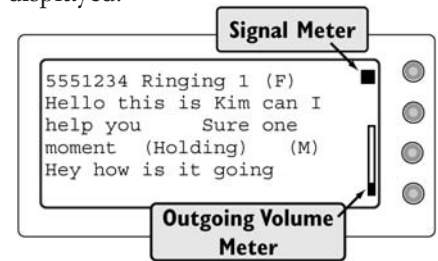 displayed.
Signal Meter
5551234 Ringing 1 (F)
Hello this is Kim can I
help you Sure one
moment (Holding) (M)
Hey how is it going
Outgoing Volume
Meter